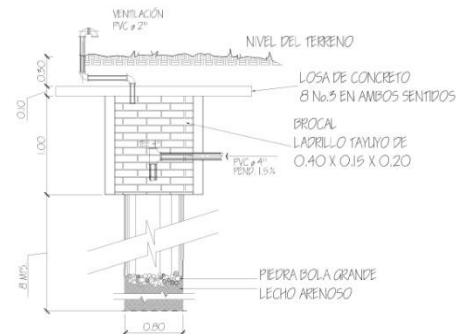 VENTILACIÓN
PVC ø 2"
NIVEL DEL TERRENO
0.30
LOSA DE CONCRETO
8 No.3 EN AMBOS SENTIDOS
0.10
BROCAL
LADRILLO TAYUYO DE
0.40 X 0.15 X 0.20
1.00
PVC ø 4"
PEND. 1.5%
8 MTS
PIEDRA BOLA GRANDE
LECHO ARENOSO
0.80